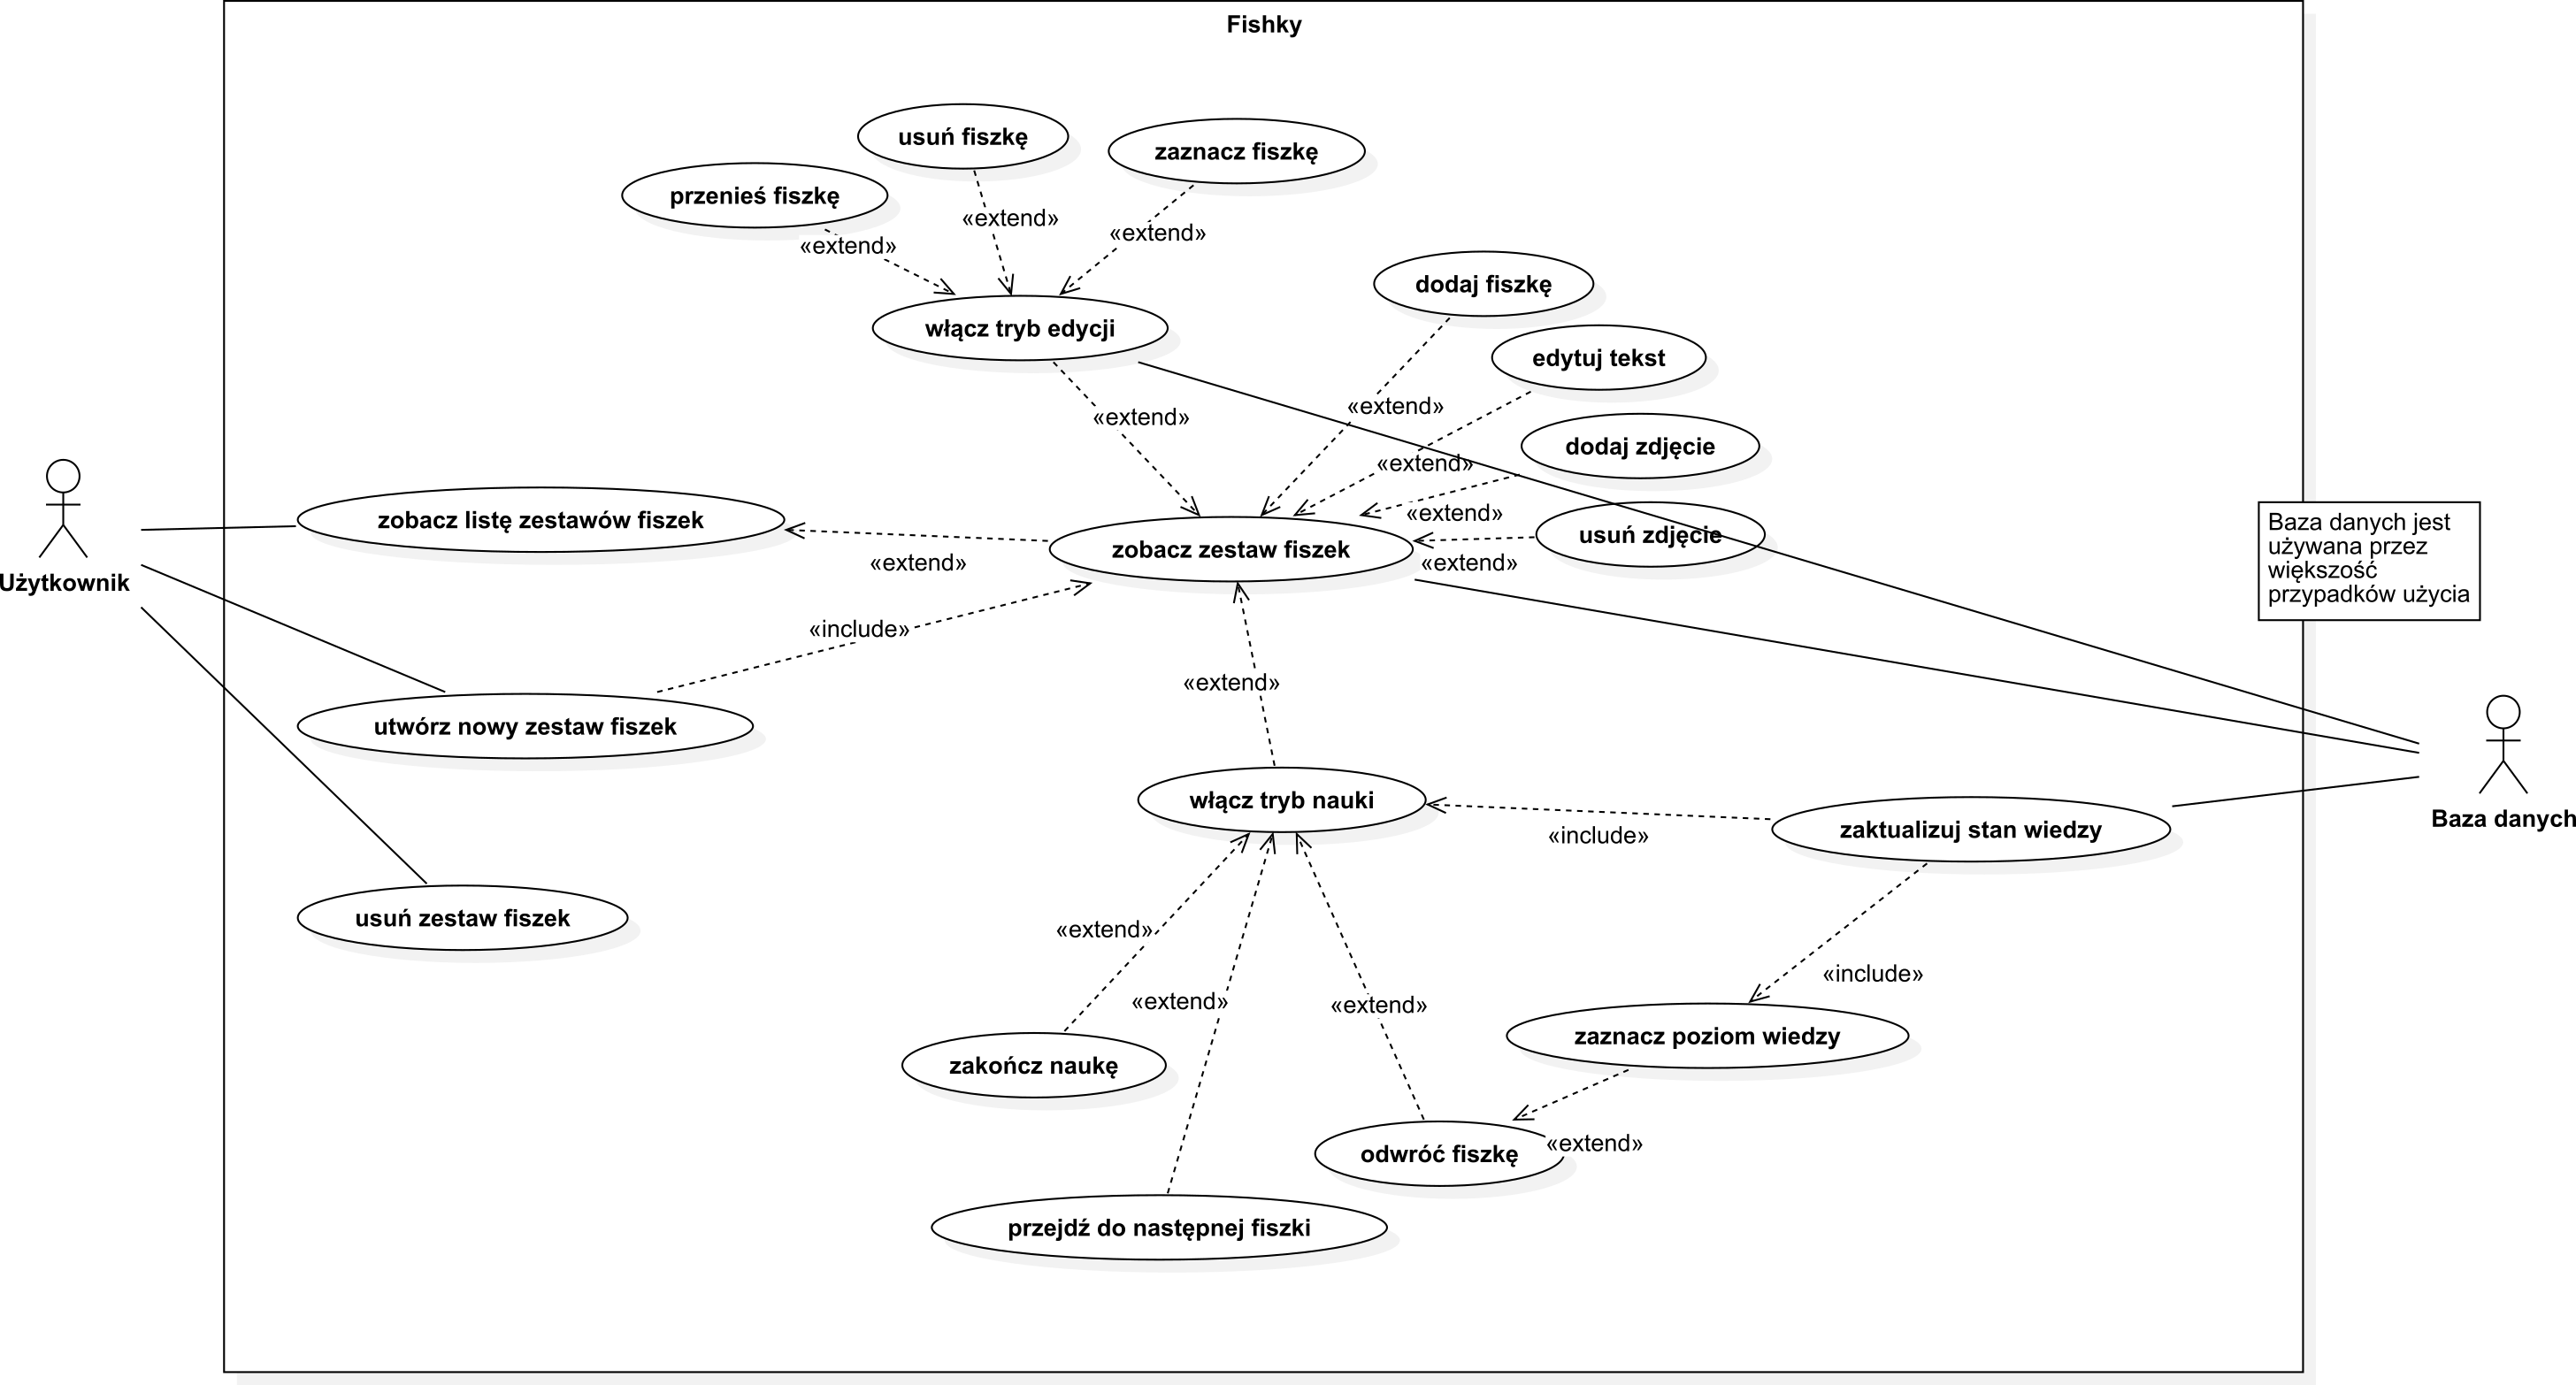 Fishky
usuń fiszkę
zaznacz fiszkę
przenieś fiszkę
«extend»
«extend»
«extend»
dodaj fiszkę
włącz tryb edycji
edytuj tekst
«extend»
«extend»
dodaj zdjęcie
«extend»
zobacz listę zestawów fiszek
«extend»
usuń zdjęcie
zobacz zestaw fiszek
«extend»
«extend»
Baza danych jest
używana przez
większość
przypadków użycia
Użytkownik
«include»
«extend»
utwórz nowy zestaw fiszek
włącz tryb nauki
«include»
zaktualizuj stan wiedzy
Baza danych
usuń zestaw fiszek
«extend»
«include»
«extend»
«extend»
zaznacz poziom wiedzy
zakończ naukę
«extend»
odwróć fiszkę
przejdź do następnej fiszki